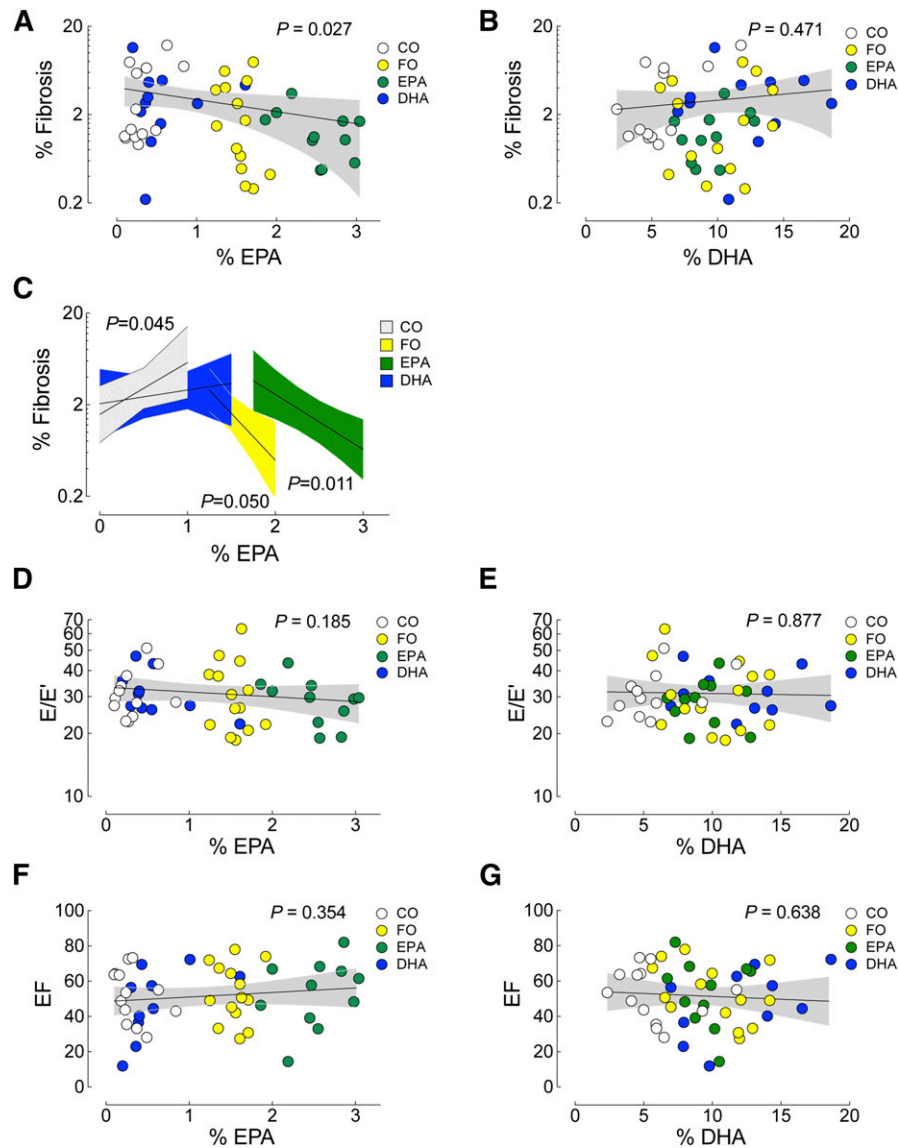 A
20
2
0.2
% Fibrosis
P = 0.027
CO
FO
EPA
DHA
0
1
2
3
% EPA
B
20
2
0.2
% Fibrosis
P = 0.471
CO
FO
EPA
DHA
0
5
10
15
20
% DHA
C
20
2
0.2
% Fibrosis
P=0.045
P=0.050
P=0.011
CO
FO
EPA
DHA
0
1
2
3
% EPA
D
70
60
50
40
30
20
10
E/E'
P = 0.185
CO
FO
EPA
DHA
0
1
2
3
% EPA
E
70
60
50
40
30
20
10
E/E'
P = 0.877
CO
FO
EPA
DHA
0
5
10
15
20
% DHA
F
100
80
60
40
20
0
EF
P = 0.354
CO
FO
EPA
DHA
0
1
2
3
% EPA
G
100
80
60
40
20
0
EF
P = 0.638
CO
FO
EPA
DHA
0
5
10
15
20
% DHA